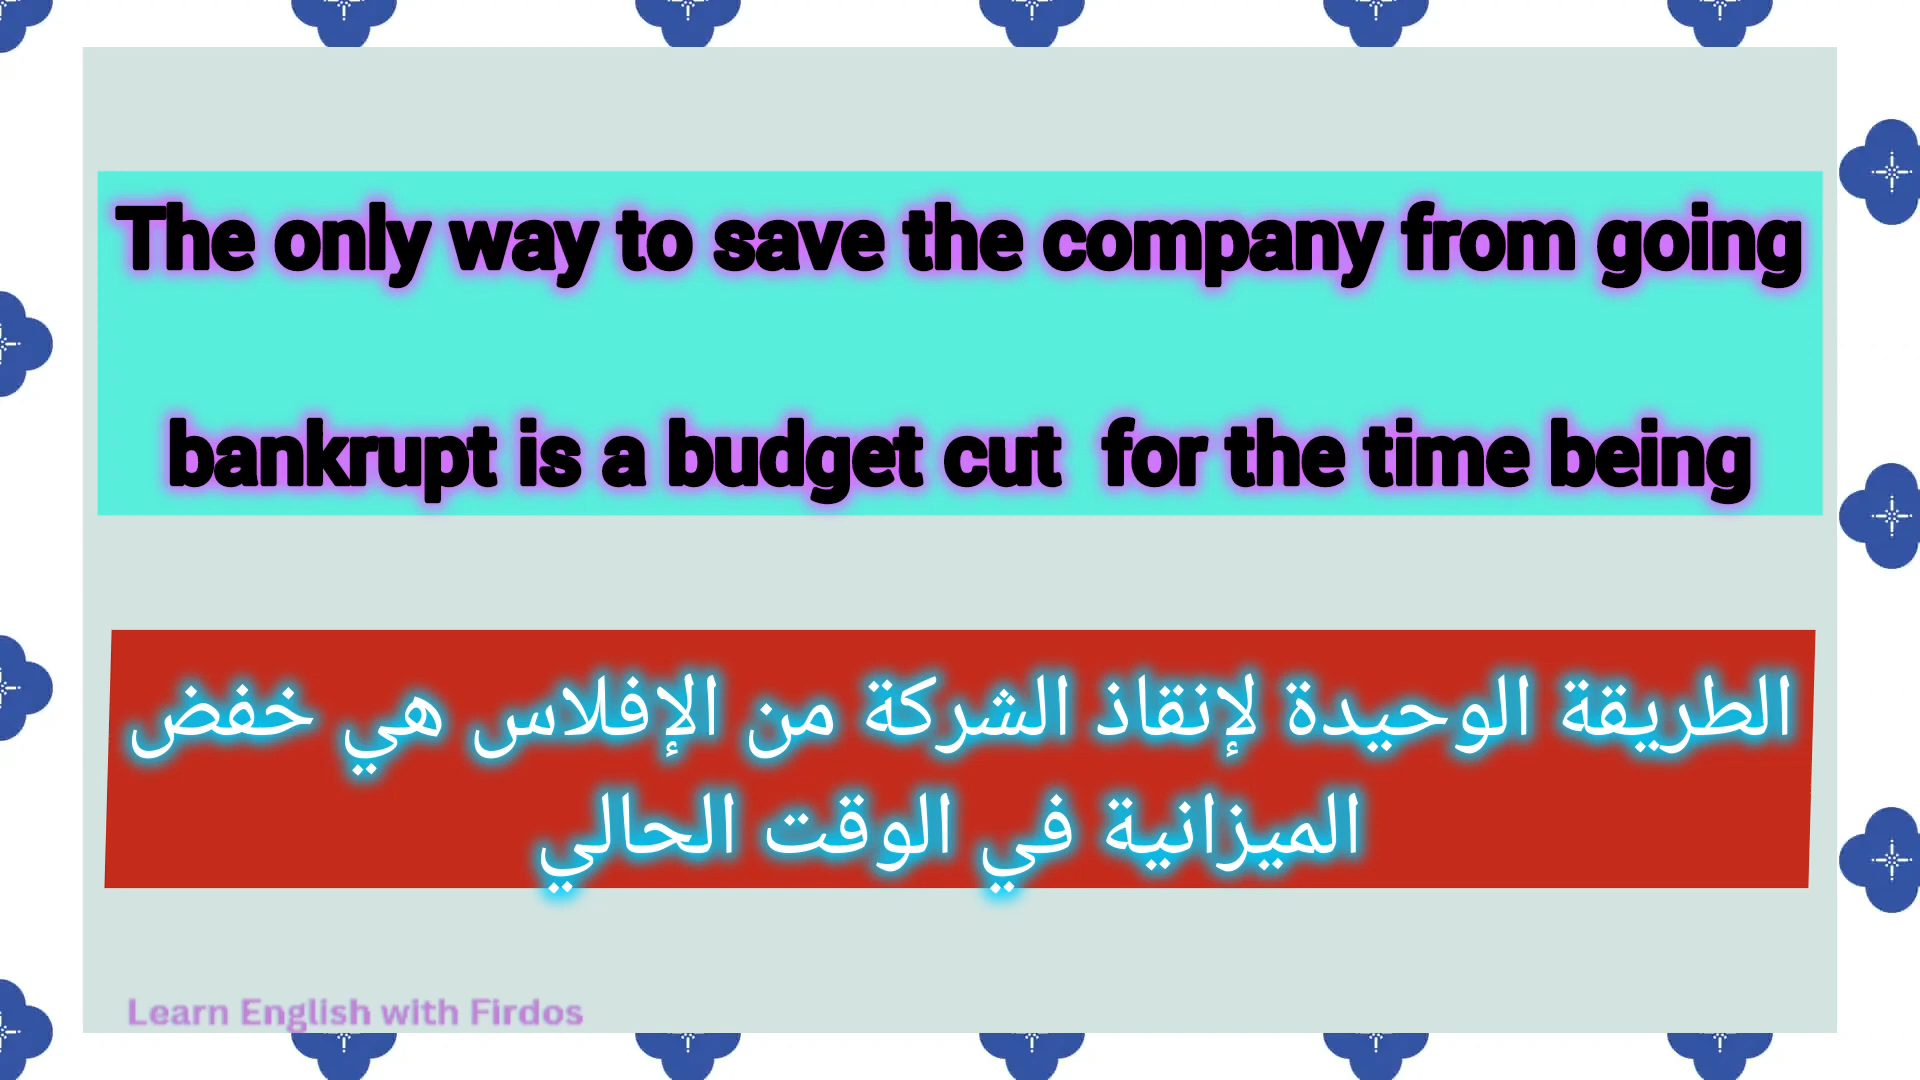 The only way to save the company from going
bankrupt is a budget cut  for the time being
الطريقة الوحيدة لإنقاذ الشركة من الإفلاس هي خفض
الميزانية في الوقت الحالي
Learn English with Firdos